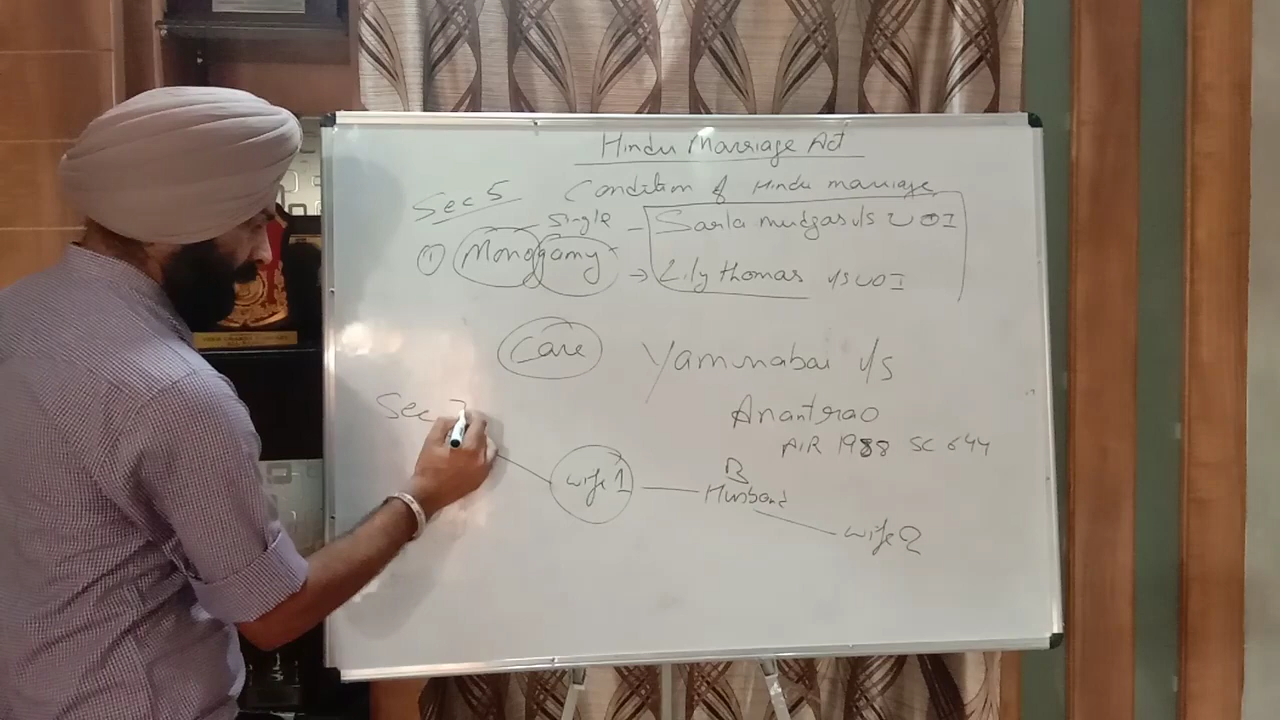 Hindu Marriage Act
Sec 5 Condition of Hindu marriage
single
① Monogamy - Sarla mudgas v/s UOI
→ Lily thomas v/s UOI
Case Yamunabai v/s
Anantrao
AIR 1988 SC 644
Sec
wife 1 B Husband
wife 2